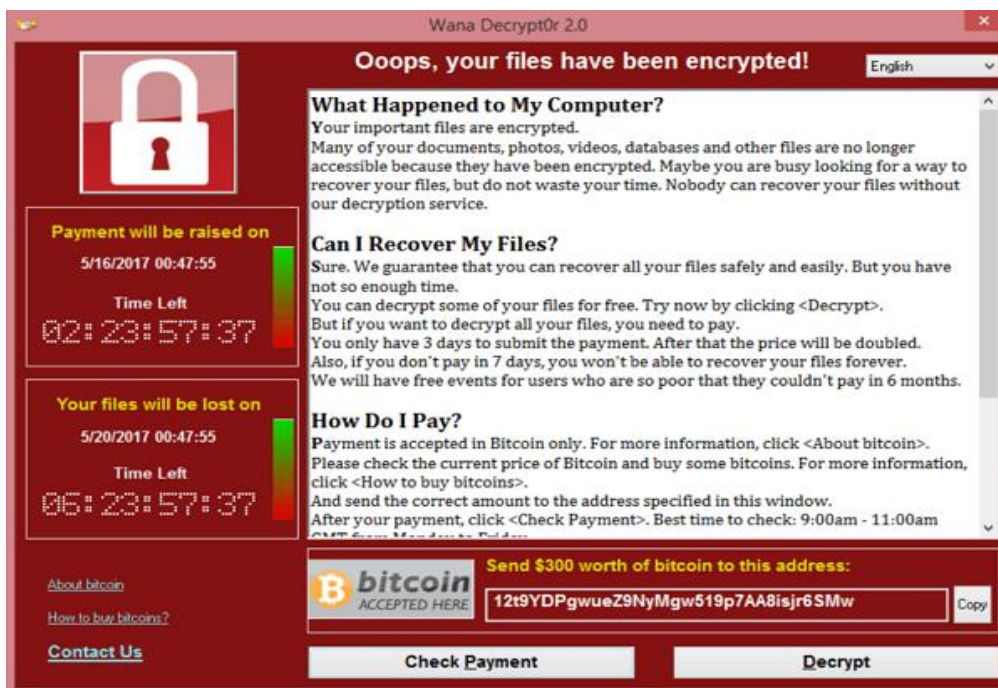 Wana Decrypt0r 2.0
Ooops, your files have been encrypted!
English
What Happened to My Computer?
Your important files are encrypted.
Many of your documents, photos, videos, databases and other files are no longer
accessible because they have been encrypted. Maybe you are busy looking for a way to
recover your files, but do not waste your time. Nobody can recover your files without
our decryption service.
Can I Recover My Files?
Sure. We guarantee that you can recover all your files safely and easily. But you have
not so enough time.
You can decrypt some of your files for free. Try now by clicking <Decrypt>.
But if you want to decrypt all your files, you need to pay.
You only have 3 days to submit the payment. After that the price will be doubled.
Also, if you don't pay in 7 days, you won't be able to recover your files forever.
We will have free events for users who are so poor that they couldn't pay in 6 months.
How Do I Pay?
Payment is accepted in Bitcoin only. For more information, click <About bitcoin>.
Please check the current price of Bitcoin and buy some bitcoins. For more information,
click <How to buy bitcoins>.
And send the correct amount to the address specified in this window.
After your payment, click <Check Payment>. Best time to check: 9:00am - 11:00am
GMT from Monday to Friday
Payment will be raised on
5/16/2017 00:47:55
Time Left
02:23:57:37
Your files will be lost on
5/20/2017 00:47:55
Time Left
06:23:57:37
About bitcoin
How to buy bitcoins?
Contact Us
bitcoin
ACCEPTED HERE
Send $300 worth of bitcoin to this address:
12t9YDPgwueZ9NyMgw519p7AA8isjr6SMw
Copy
Check Payment
Decrypt